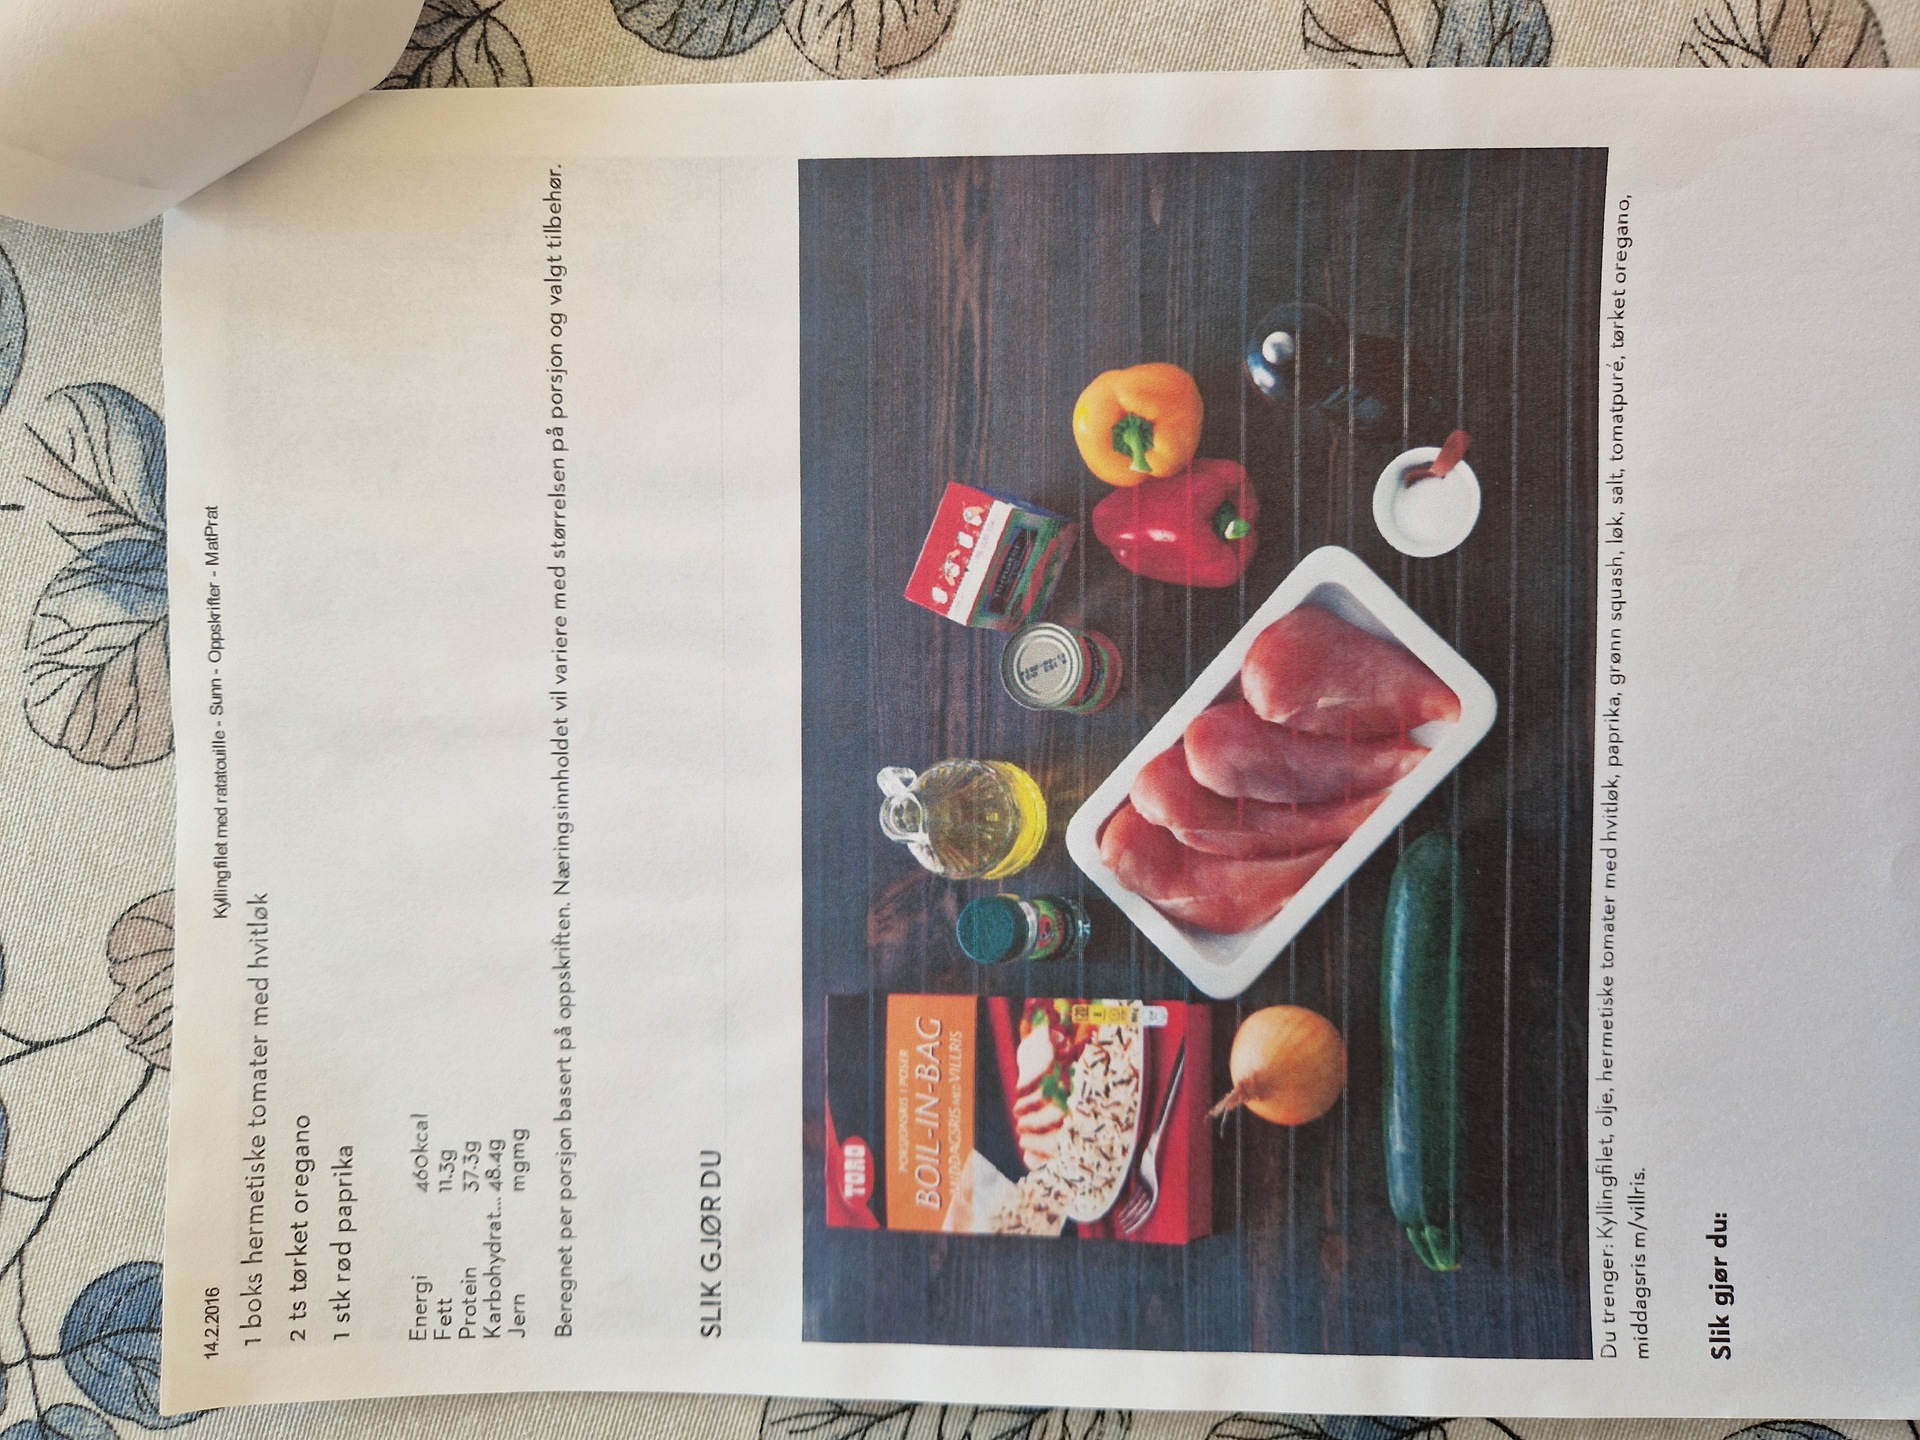 14.2.2016
Kyllingfilet med ratatouille - Sunn - Oppskrifter - MatPrat
1 boks hermetiske tomater med hvitløk
2 ts tørket oregano
1 stk rød paprika
Energi 460kcal
Fett 11.3g
Protein 37.3g
Karbohydrat... 48.4g
Jern mgmg
Beregnet per porsjon basert på oppskriften. Næringsinnholdet vil variere med størrelsen på porsjon og valgt tilbehør.
SLIK GJØR DU
TORO
PORSJONSRIS I POSER
BOIL-IN-BAG
MIDDAGSRIS MED VILLRIS
Tomater
Du trenger: Kyllingfilet, olje, hermetiske tomater med hvitløk, paprika, grønn squash, løk, salt, tomatpuré, tørket oregano,
middagsris m/villris.
Slik gjør du: